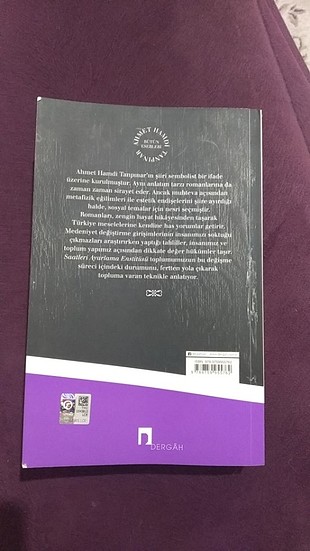 AHMET HAMDİ TANPINAR
BÜTÜN
ESERLERİ
Ahmet Hamdi Tanpınar'ın şiiri sembolist bir ifade
üzerine kurulmuştur. Aynı anlatım tarzı romanlarına da
zaman zaman sirayet eder. Ancak muhteva açısından
metafizik eğilimleri ile estetik endişelerini şiire ayırdığı
halde, sosyal temalar için nesri seçmiştir.
Romanları, zengin hayat hikâyesinden taşarak
Türkiye meselelerine kendine has yorumlar getirir.
Medeniyet değiştirme girişimlerinin insanımızı soktuğu
çıkmazları araştırırken yaptığı tahliller, insanımız ve
toplum yapımız açısından dikkate değer hükümler taşır.
Saatleri Ayarlama Enstitüsü toplumumuzun bu değişme
süreci içindeki durumunu, fertten yola çıkarak
topluma varan teknikle anlatıyor.
DERGÂH